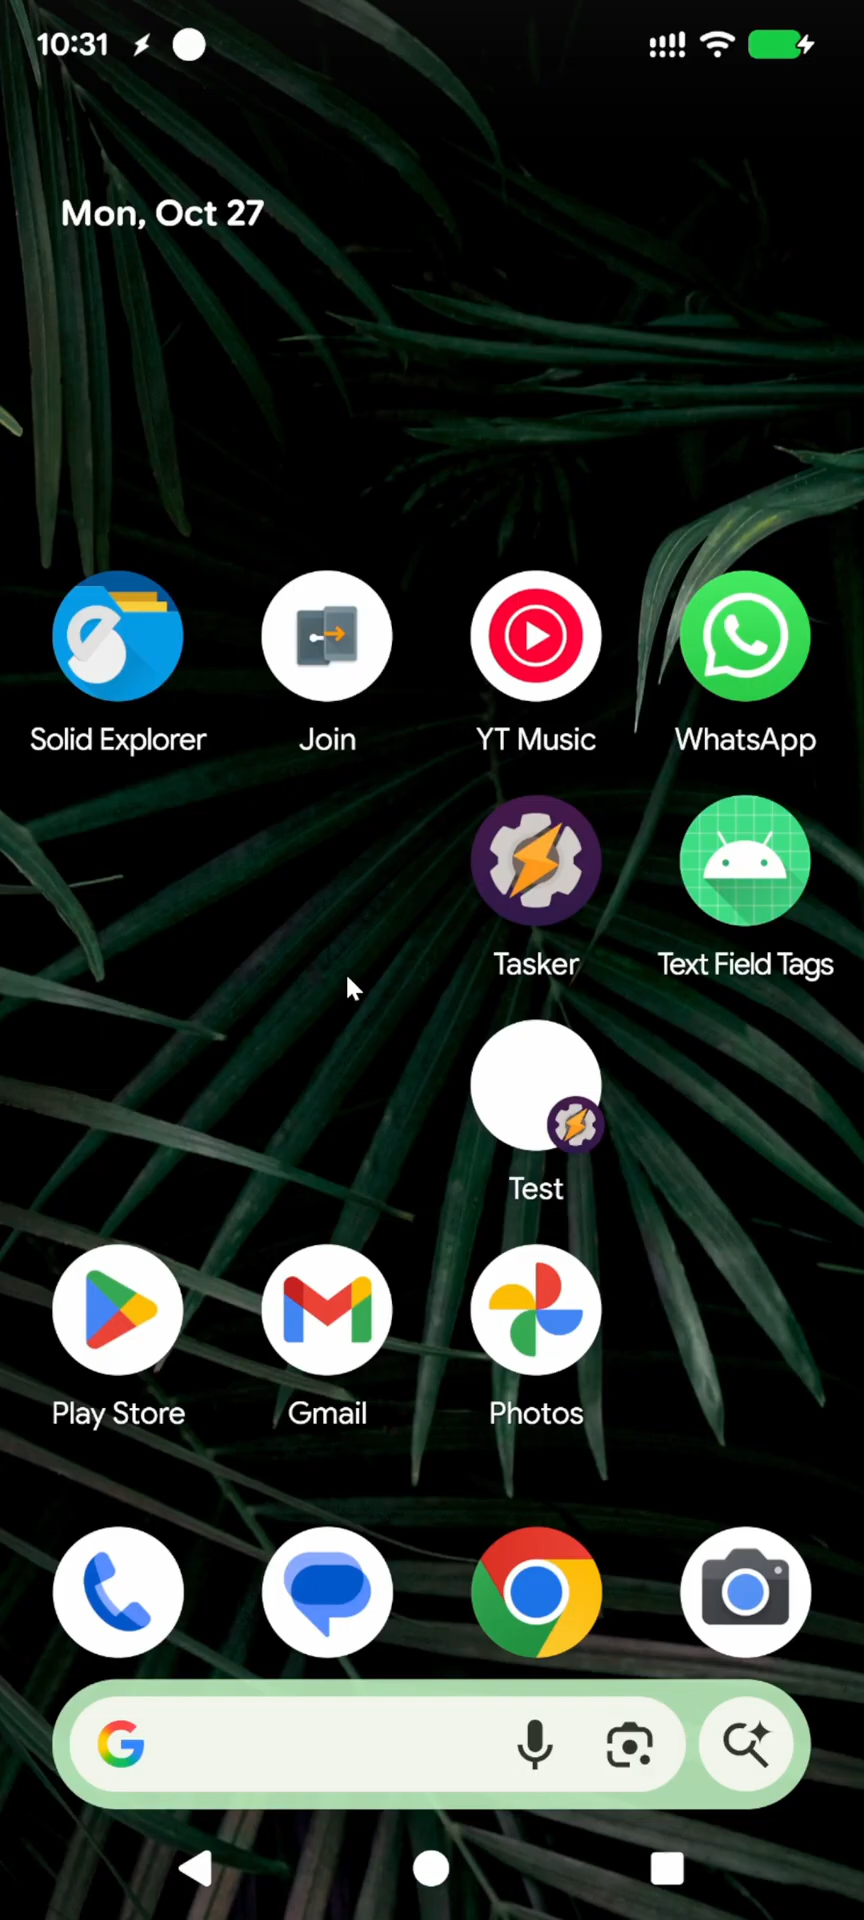 10:31
Mon, Oct 27
Solid Explorer
Join
YT Music
WhatsApp
Tasker
Text Field Tags
Test
Play Store
Gmail
Photos